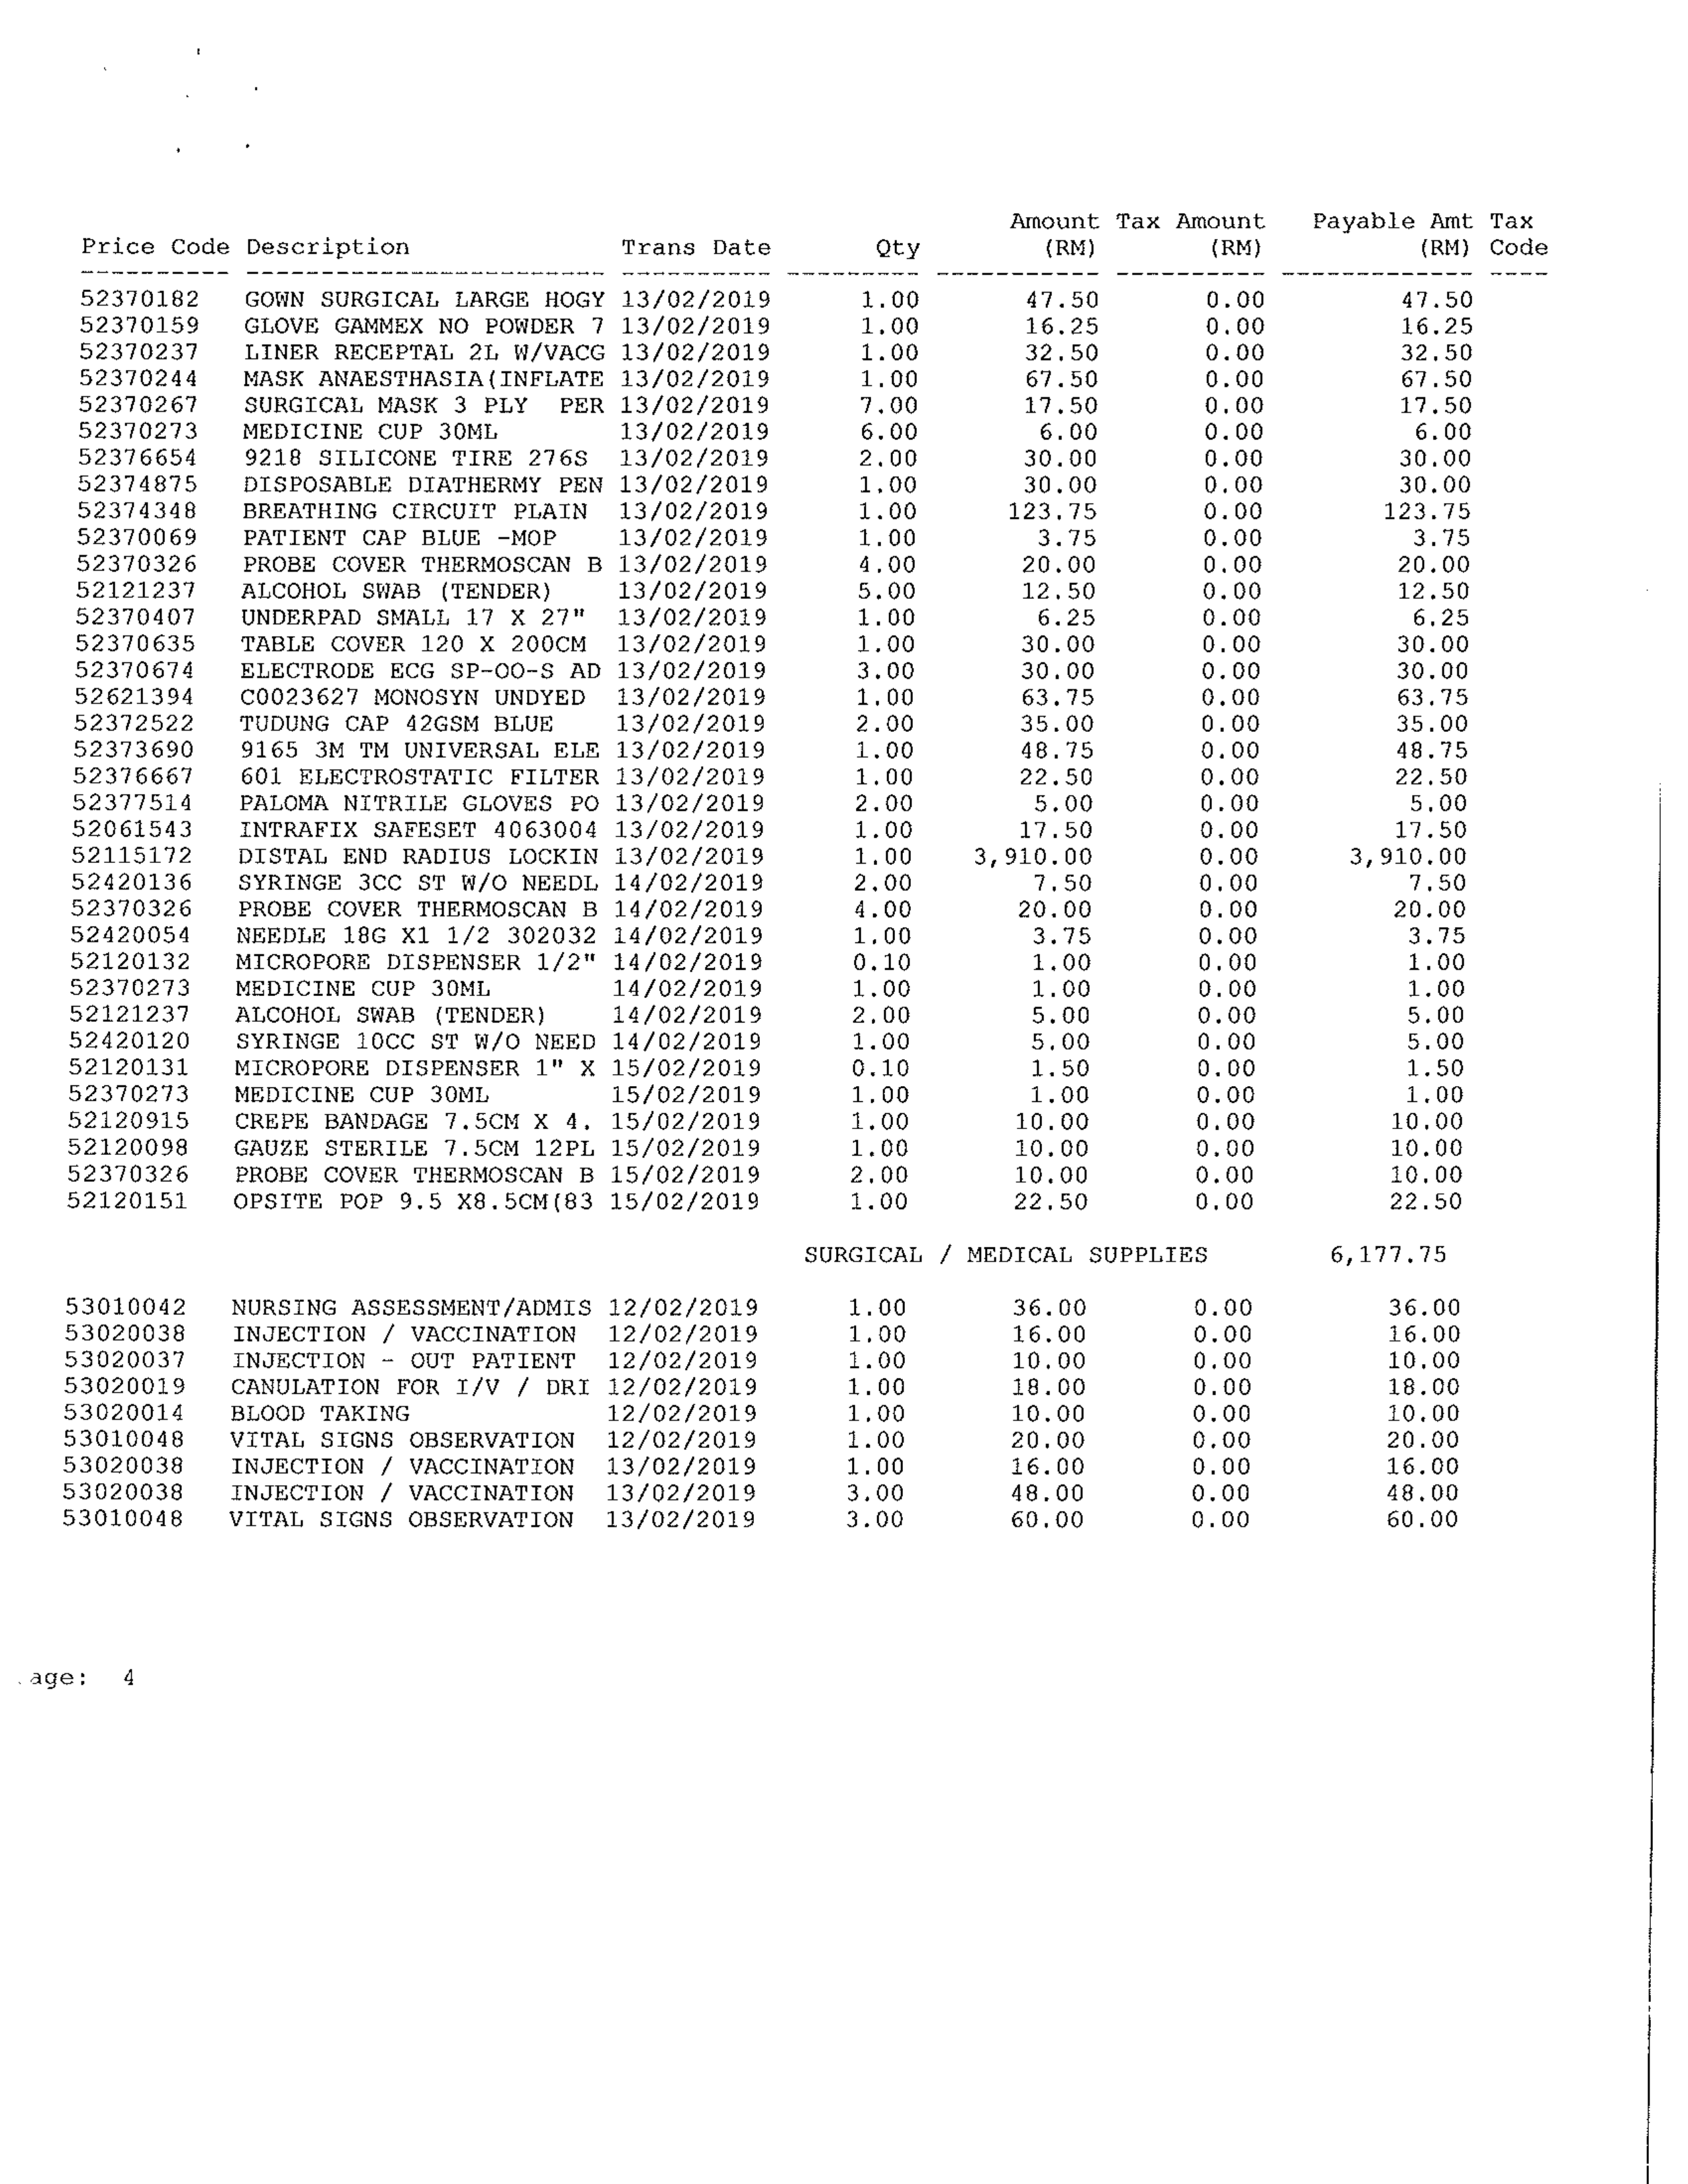 Amount Tax Amount Payable Amt Tax
Price Code Description Trans Date Qty (RM) (RM) (RM) Code
---------- ------------------------ ---------- --------- ----------- ---------- ------------- ----
52370182 GOWN SURGICAL LARGE HOGY 13/02/2019 1.00 47.50 0.00 47.50
52370159 GLOVE GAMMEX NO POWDER 7 13/02/2019 1.00 16.25 0.00 16.25
52370237 LINER RECEPTAL 2L W/VACG 13/02/2019 1.00 32.50 0.00 32.50
52370244 MASK ANAESTHASIA(INFLATE 13/02/2019 1.00 67.50 0.00 67.50
52370267 SURGICAL MASK 3 PLY PER 13/02/2019 7.00 17.50 0.00 17.50
52370273 MEDICINE CUP 30ML 13/02/2019 6.00 6.00 0.00 6.00
52376654 9218 SILICONE TIRE 276S 13/02/2019 2.00 30.00 0.00 30.00
52374875 DISPOSABLE DIATHERMY PEN 13/02/2019 1.00 30.00 0.00 30.00
52374348 BREATHING CIRCUIT PLAIN 13/02/2019 1.00 123.75 0.00 123.75
52370069 PATIENT CAP BLUE -MOP 13/02/2019 1.00 3.75 0.00 3.75
52370326 PROBE COVER THERMOSCAN B 13/02/2019 4.00 20.00 0.00 20.00
52121237 ALCOHOL SWAB (TENDER) 13/02/2019 5.00 12.50 0.00 12.50
52370407 UNDERPAD SMALL 17 X 27" 13/02/2019 1.00 6.25 0.00 6.25
52370635 TABLE COVER 120 X 200CM 13/02/2019 1.00 30.00 0.00 30.00
52370674 ELECTRODE ECG SP-OO-S AD 13/02/2019 3.00 30.00 0.00 30.00
52621394 C0023627 MONOSYN UNDYED 13/02/2019 1.00 63.75 0.00 63.75
52372522 TUDUNG CAP 42GSM BLUE 13/02/2019 2.00 35.00 0.00 35.00
52373690 9165 3M TM UNIVERSAL ELE 13/02/2019 1.00 48.75 0.00 48.75
52376667 601 ELECTROSTATIC FILTER 13/02/2019 1.00 22.50 0.00 22.50
52377514 PALOMA NITRILE GLOVES PO 13/02/2019 2.00 5.00 0.00 5.00
52061543 INTRAFIX SAFESET 4063004 13/02/2019 1.00 17.50 0.00 17.50
52115172 DISTAL END RADIUS LOCKIN 13/02/2019 1.00 3,910.00 0.00 3,910.00
52420136 SYRINGE 3CC ST W/O NEEDL 14/02/2019 2.00 7.50 0.00 7.50
52370326 PROBE COVER THERMOSCAN B 14/02/2019 4.00 20.00 0.00 20.00
52420054 NEEDLE 18G X1 1/2 302032 14/02/2019 1.00 3.75 0.00 3.75
52120132 MICROPORE DISPENSER 1/2" 14/02/2019 0.10 1.00 0.00 1.00
52370273 MEDICINE CUP 30ML 14/02/2019 1.00 1.00 0.00 1.00
52121237 ALCOHOL SWAB (TENDER) 14/02/2019 2.00 5.00 0.00 5.00
52420120 SYRINGE 10CC ST W/O NEED 14/02/2019 1.00 5.00 0.00 5.00
52120131 MICROPORE DISPENSER 1" X 15/02/2019 0.10 1.50 0.00 1.50
52370273 MEDICINE CUP 30ML 15/02/2019 1.00 1.00 0.00 1.00
52120915 CREPE BANDAGE 7.5CM X 4. 15/02/2019 1.00 10.00 0.00 10.00
52120098 GAUZE STERILE 7.5CM 12PL 15/02/2019 1.00 10.00 0.00 10.00
52370326 PROBE COVER THERMOSCAN B 15/02/2019 2.00 10.00 0.00 10.00
52120151 OPSITE POP 9.5 X8.5CM(83 15/02/2019 1.00 22.50 0.00 22.50
SURGICAL / MEDICAL SUPPLIES 6,177.75
53010042 NURSING ASSESSMENT/ADMIS 12/02/2019 1.00 36.00 0.00 36.00
53020038 INJECTION / VACCINATION 12/02/2019 1.00 16.00 0.00 16.00
53020037 INJECTION - OUT PATIENT 12/02/2019 1.00 10.00 0.00 10.00
53020019 CANULATION FOR I/V / DRI 12/02/2019 1.00 18.00 0.00 18.00
53020014 BLOOD TAKING 12/02/2019 1.00 10.00 0.00 10.00
53010048 VITAL SIGNS OBSERVATION 12/02/2019 1.00 20.00 0.00 20.00
53020038 INJECTION / VACCINATION 13/02/2019 1.00 16.00 0.00 16.00
53020038 INJECTION / VACCINATION 13/02/2019 3.00 48.00 0.00 48.00
53010048 VITAL SIGNS OBSERVATION 13/02/2019 3.00 60.00 0.00 60.00
age: 4